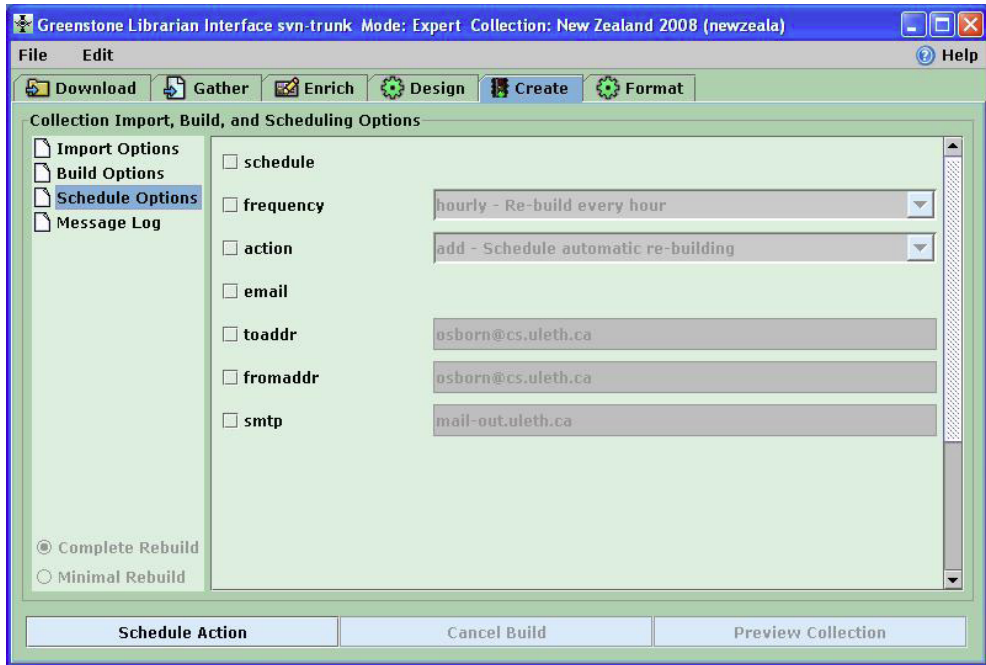 Greenstone Librarian Interface svn-trunk Mode: Expert Collection: New Zealand 2008 (newzeala)
File Edit Help
Download Gather Enrich Design Create Format
Collection Import, Build, and Scheduling Options
Import Options
Build Options
Schedule Options
Message Log
schedule
frequency hourly - Re-build every hour
action add - Schedule automatic re-building
email
toaddr osborn@cs.uleth.ca
fromaddr osborn@cs.uleth.ca
smtp mail-out.uleth.ca
Complete Rebuild
Minimal Rebuild
Schedule Action Cancel Build Preview Collection